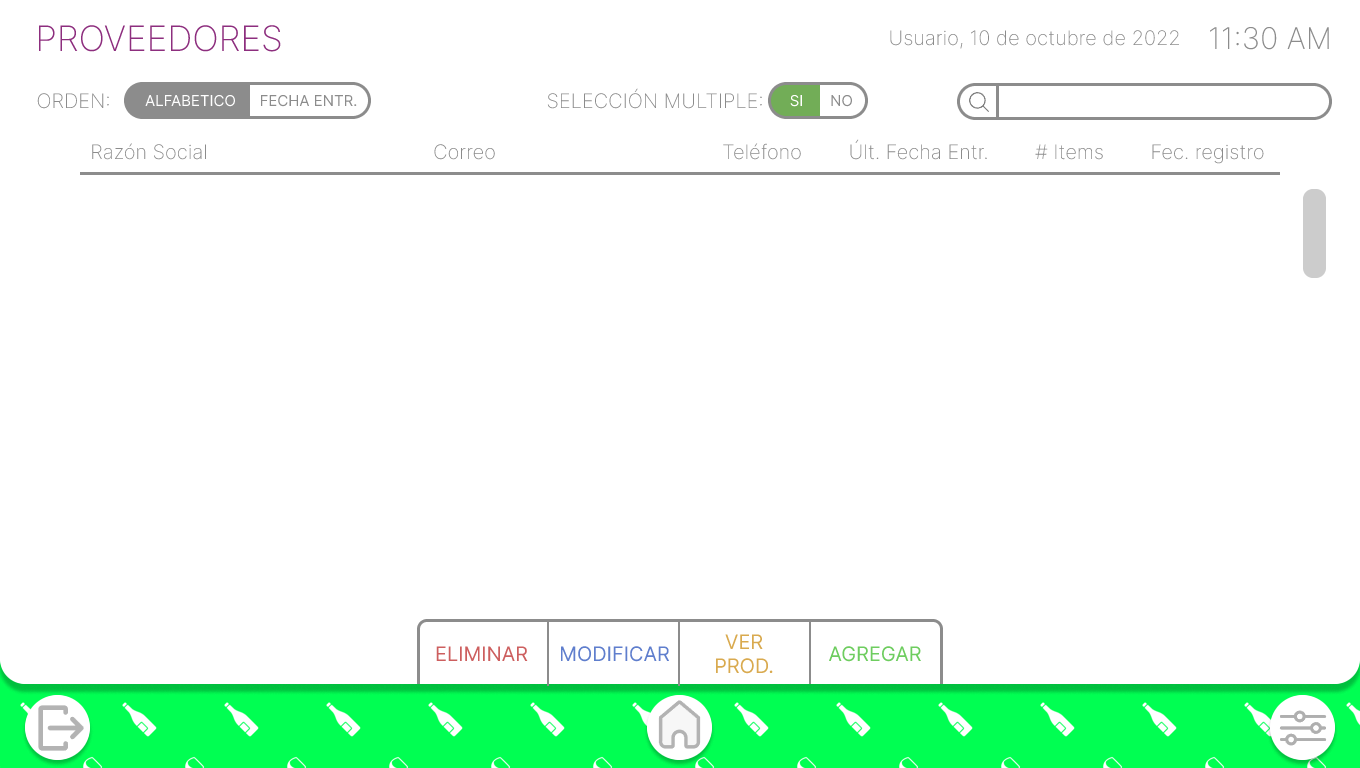 PROVEEDORES
Usuario, 10 de octubre de 2022 11:30 AM
ORDEN: ALFABETICO FECHA ENTR. SELECCIÓN MULTIPLE: SI NO
Razón Social Correo Teléfono Últ. Fecha Entr. # Items Fec. registro
ELIMINAR MODIFICAR VER PROD. AGREGAR